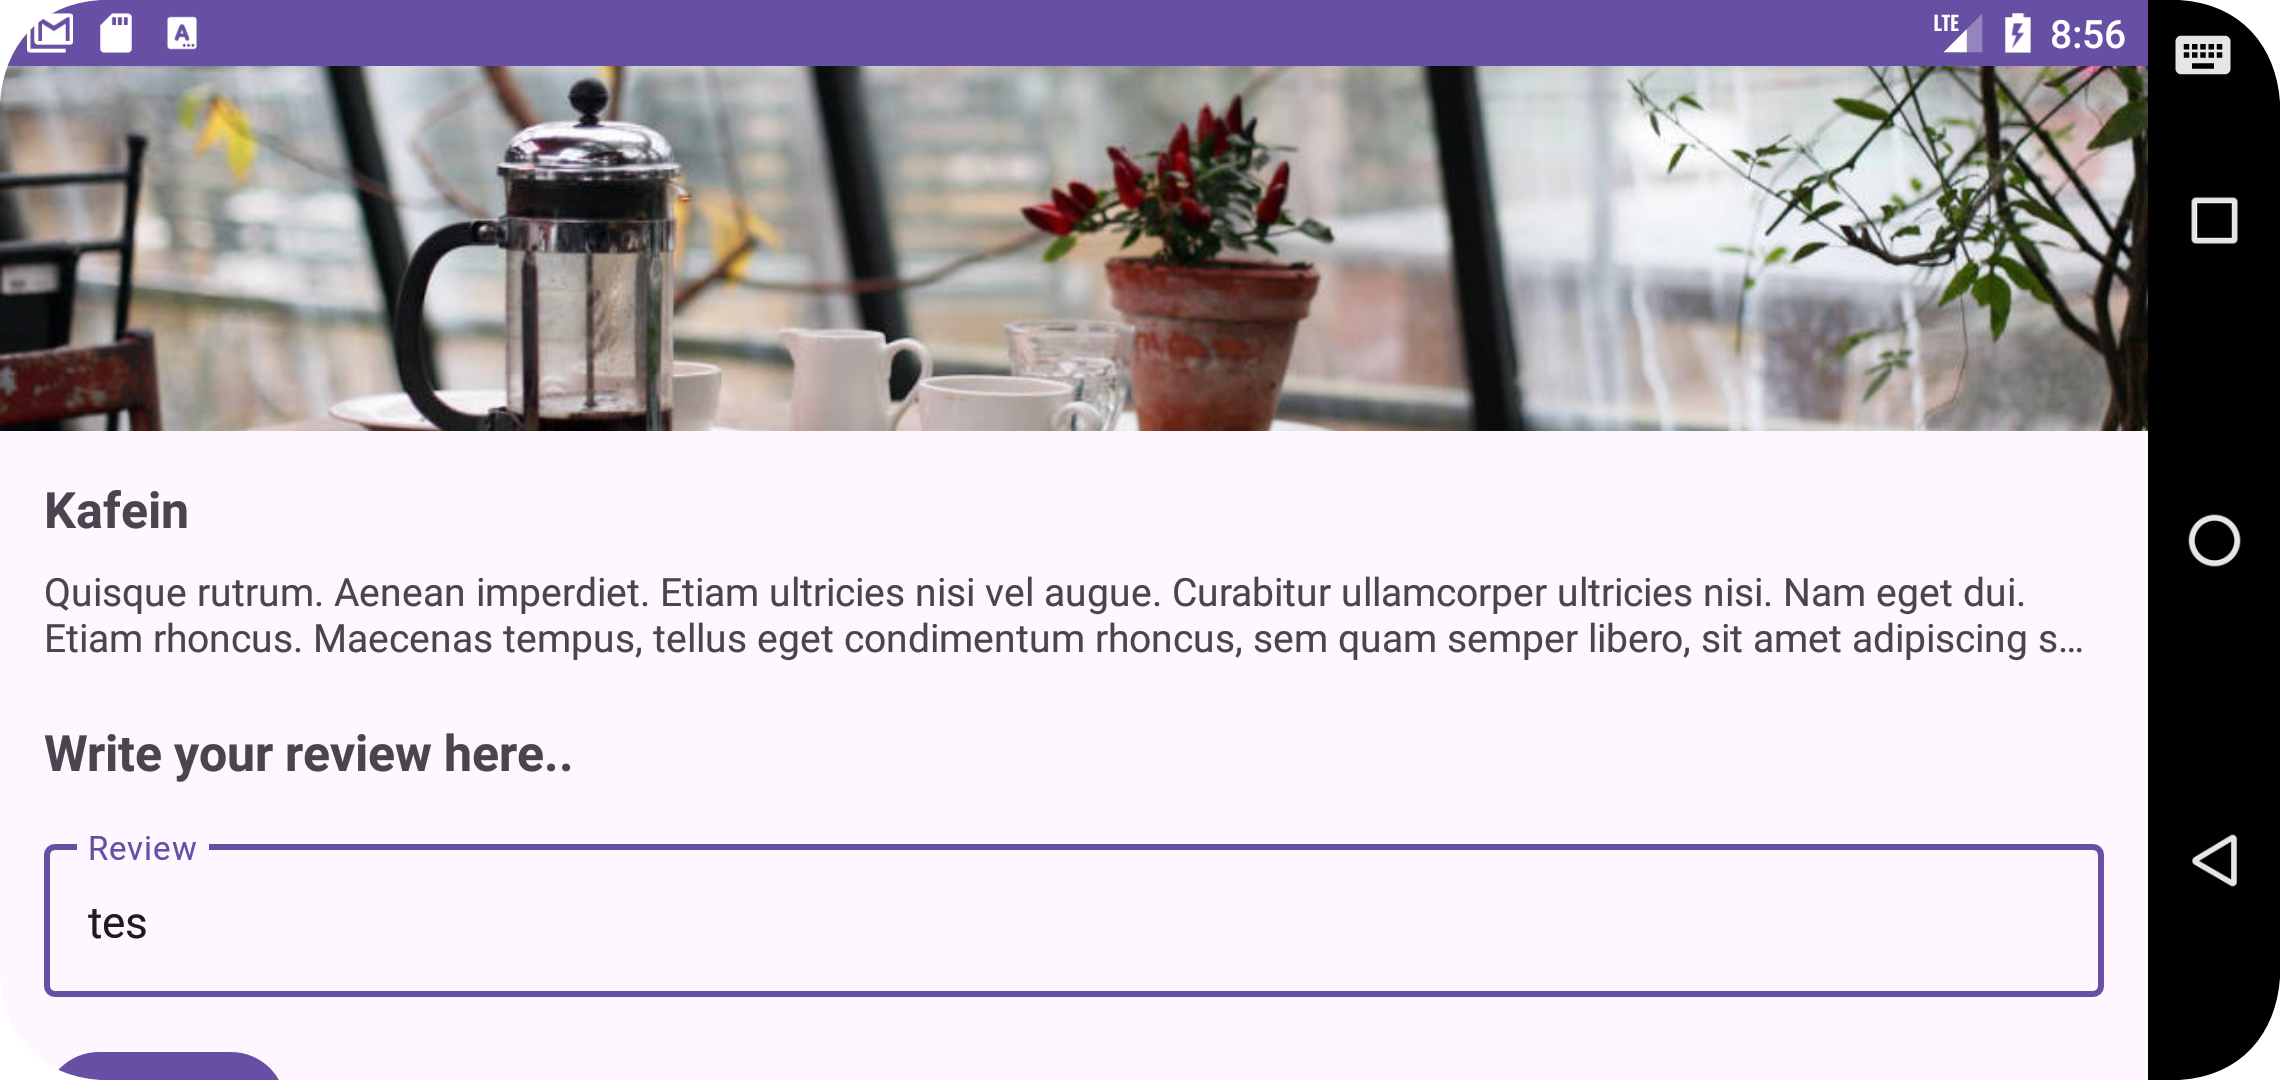 LTE 8:56
A
Kafein
Quisque rutrum. Aenean imperdiet. Etiam ultricies nisi vel augue. Curabitur ullamcorper ultricies nisi. Nam eget dui.
Etiam rhoncus. Maecenas tempus, tellus eget condimentum rhoncus, sem quam semper libero, sit amet adipiscing s...
Write your review here..
Review
tes